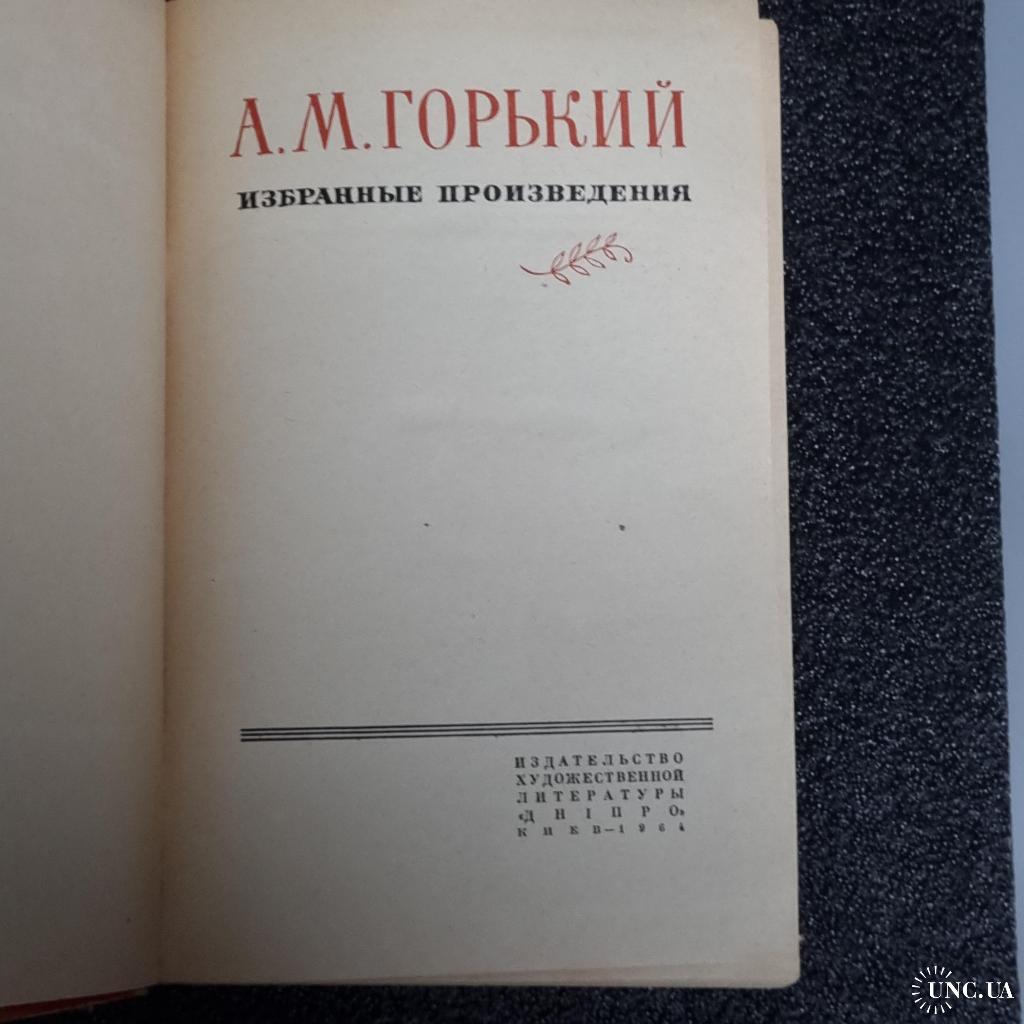 А.М.ГОРЬКИЙ
ИЗБРАННЫЕ ПРОИЗВЕДЕНИЯ
ИЗДАТЕЛЬСТВО
ХУДОЖЕСТВЕННОЙ
ЛИТЕРАТУРЫ
«ДНІПРО»
КИЕВ—1964
UNC.UA